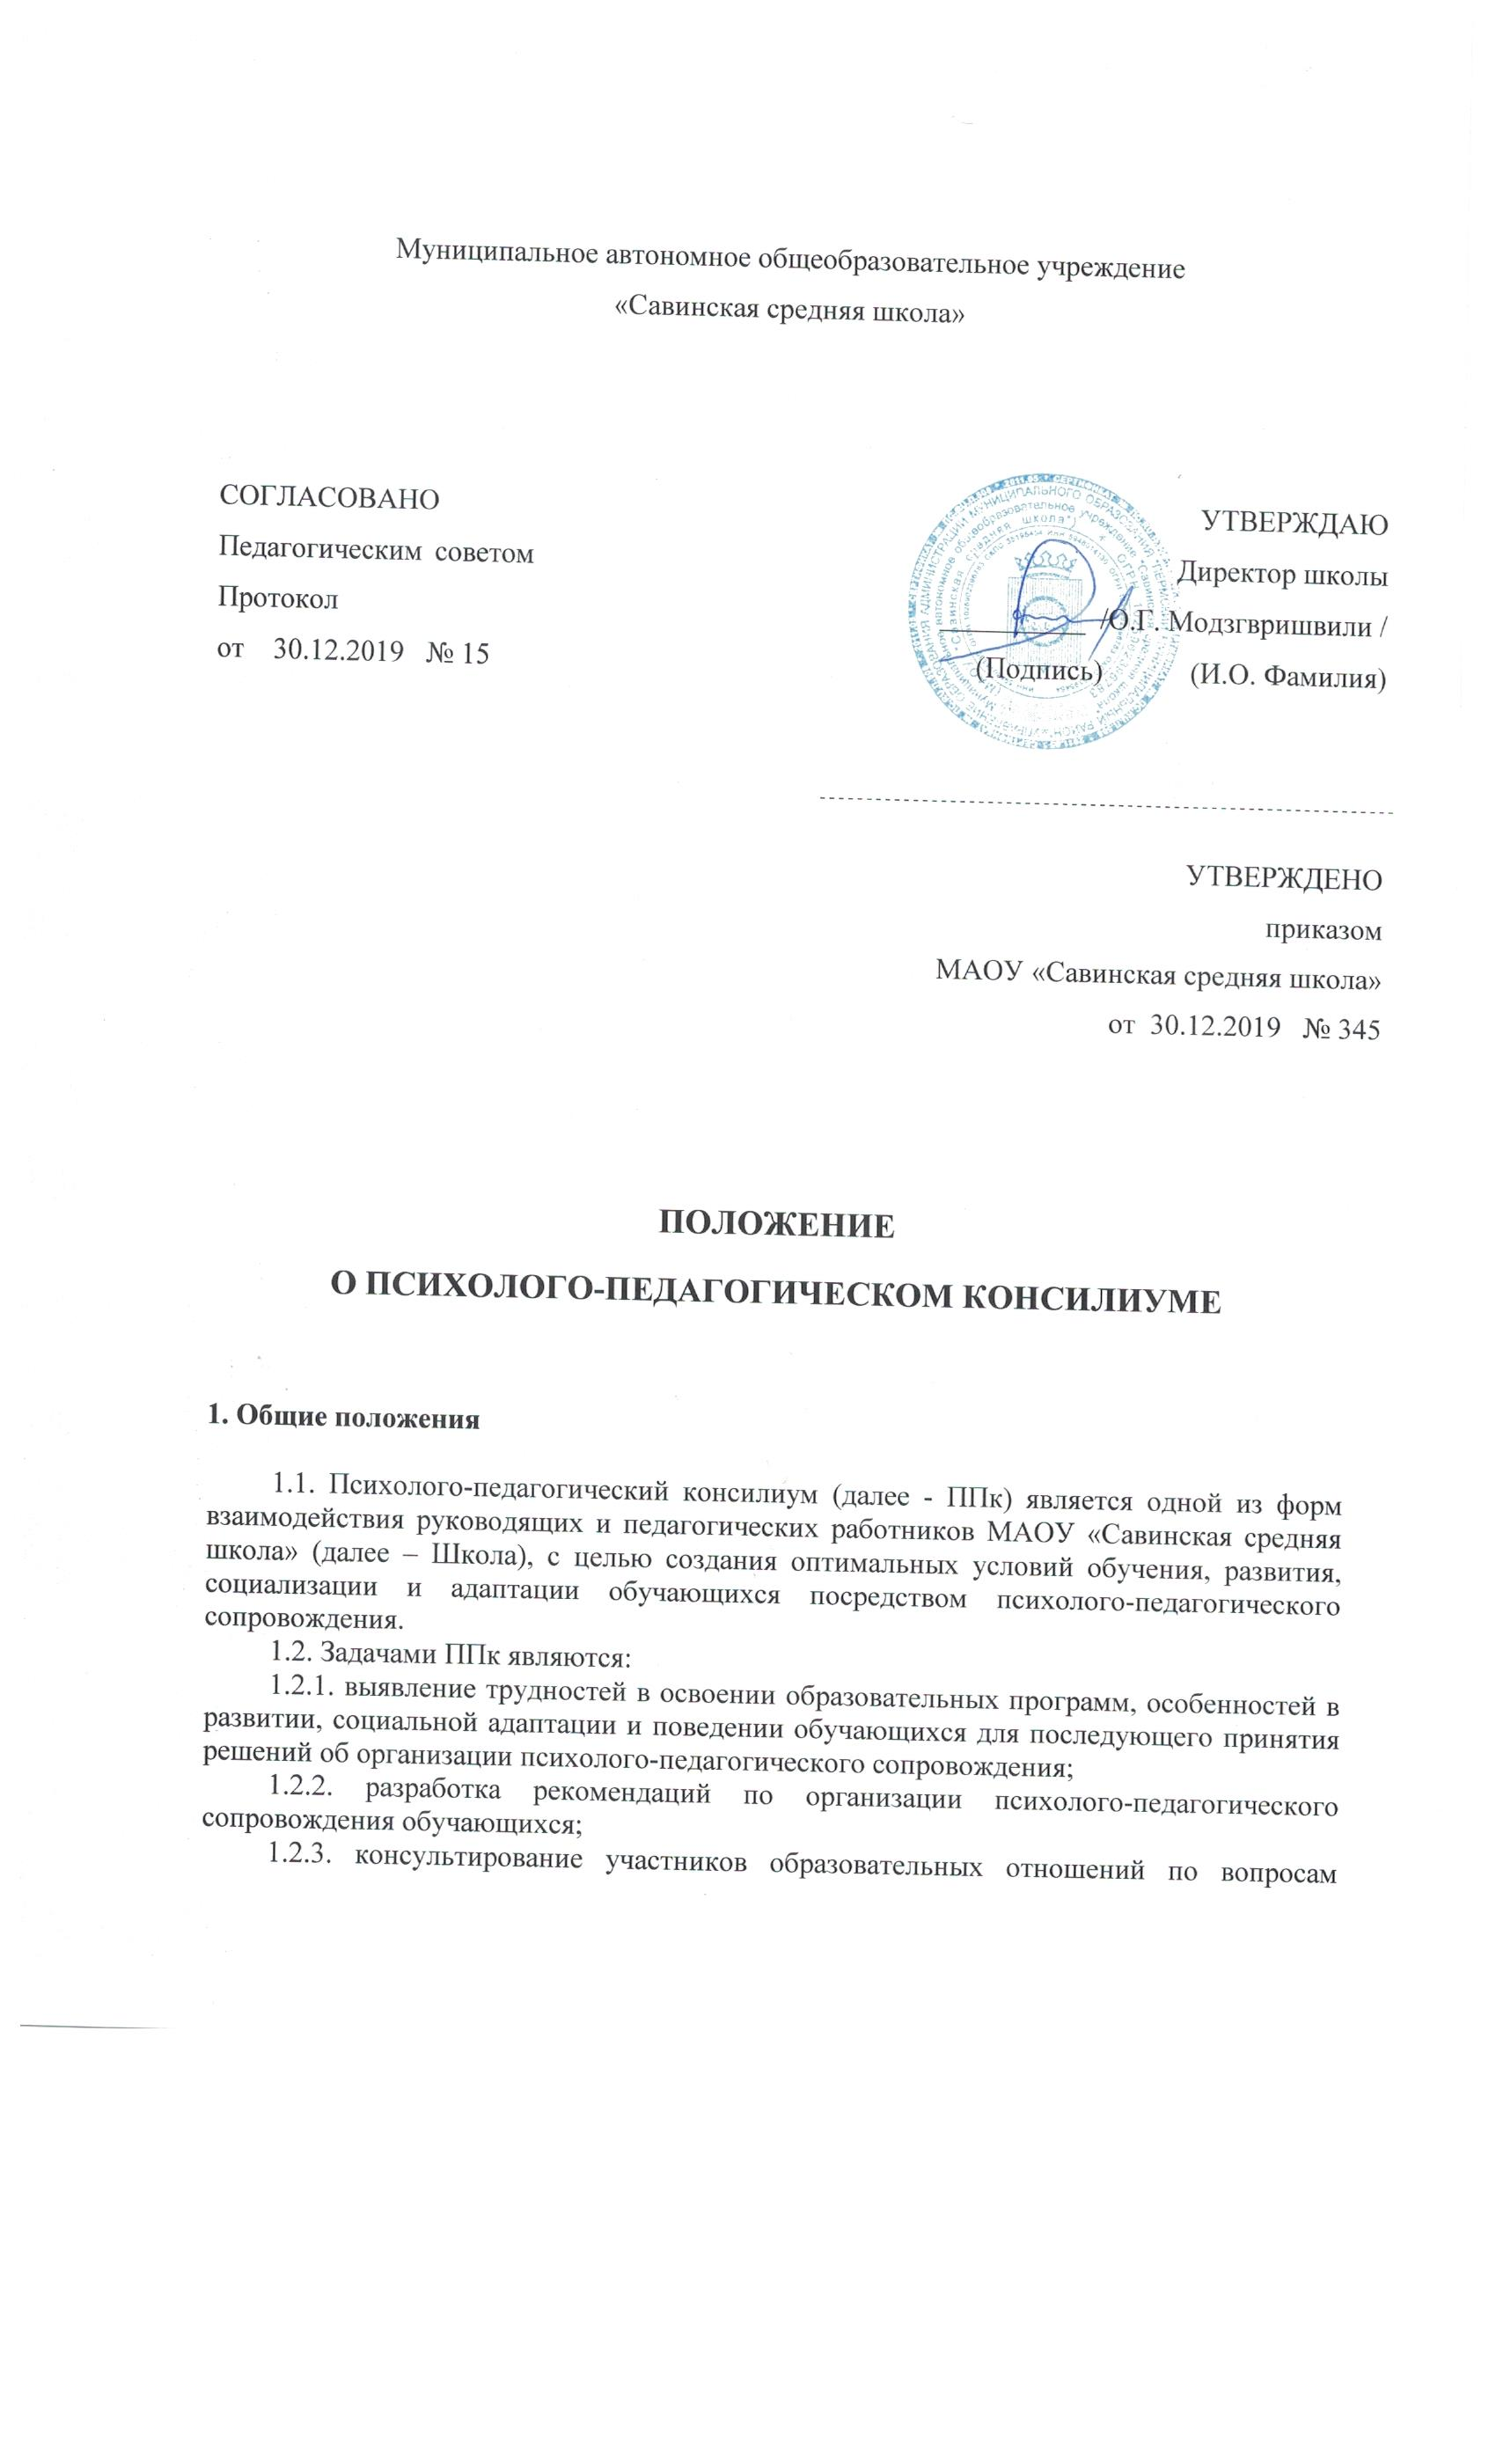 Муниципальное автономное общеобразовательное учреждение
«Савинская средняя школа»
СОГЛАСОВАНО
Педагогическим советом
Протокол
от 30.12.2019 № 15
УТВЕРЖДАЮ
Директор школы
/О.Г. Модзгвришвили /
(Подпись) (И.О. Фамилия)
УТВЕРЖДЕНО
приказом
МАОУ «Савинская средняя школа»
от 30.12.2019 № 345
ПОЛОЖЕНИЕ
О ПСИХОЛОГО-ПЕДАГОГИЧЕСКОМ КОНСИЛИУМЕ
1. Общие положения
1.1. Психолого-педагогический консилиум (далее - ППк) является одной из форм
взаимодействия руководящих и педагогических работников МАОУ «Савинская средняя
школа» (далее – Школа), с целью создания оптимальных условий обучения, развития,
социализации и адаптации обучающихся посредством психолого-педагогического
сопровождения.
1.2. Задачами ППк являются:
1.2.1. выявление трудностей в освоении образовательных программ, особенностей в
развитии, социальной адаптации и поведении обучающихся для последующего принятия
решений об организации психолого-педагогического сопровождения;
1.2.2. разработка рекомендаций по организации психолого-педагогического
сопровождения обучающихся;
1.2.3. консультирование участников образовательных отношений по вопросам